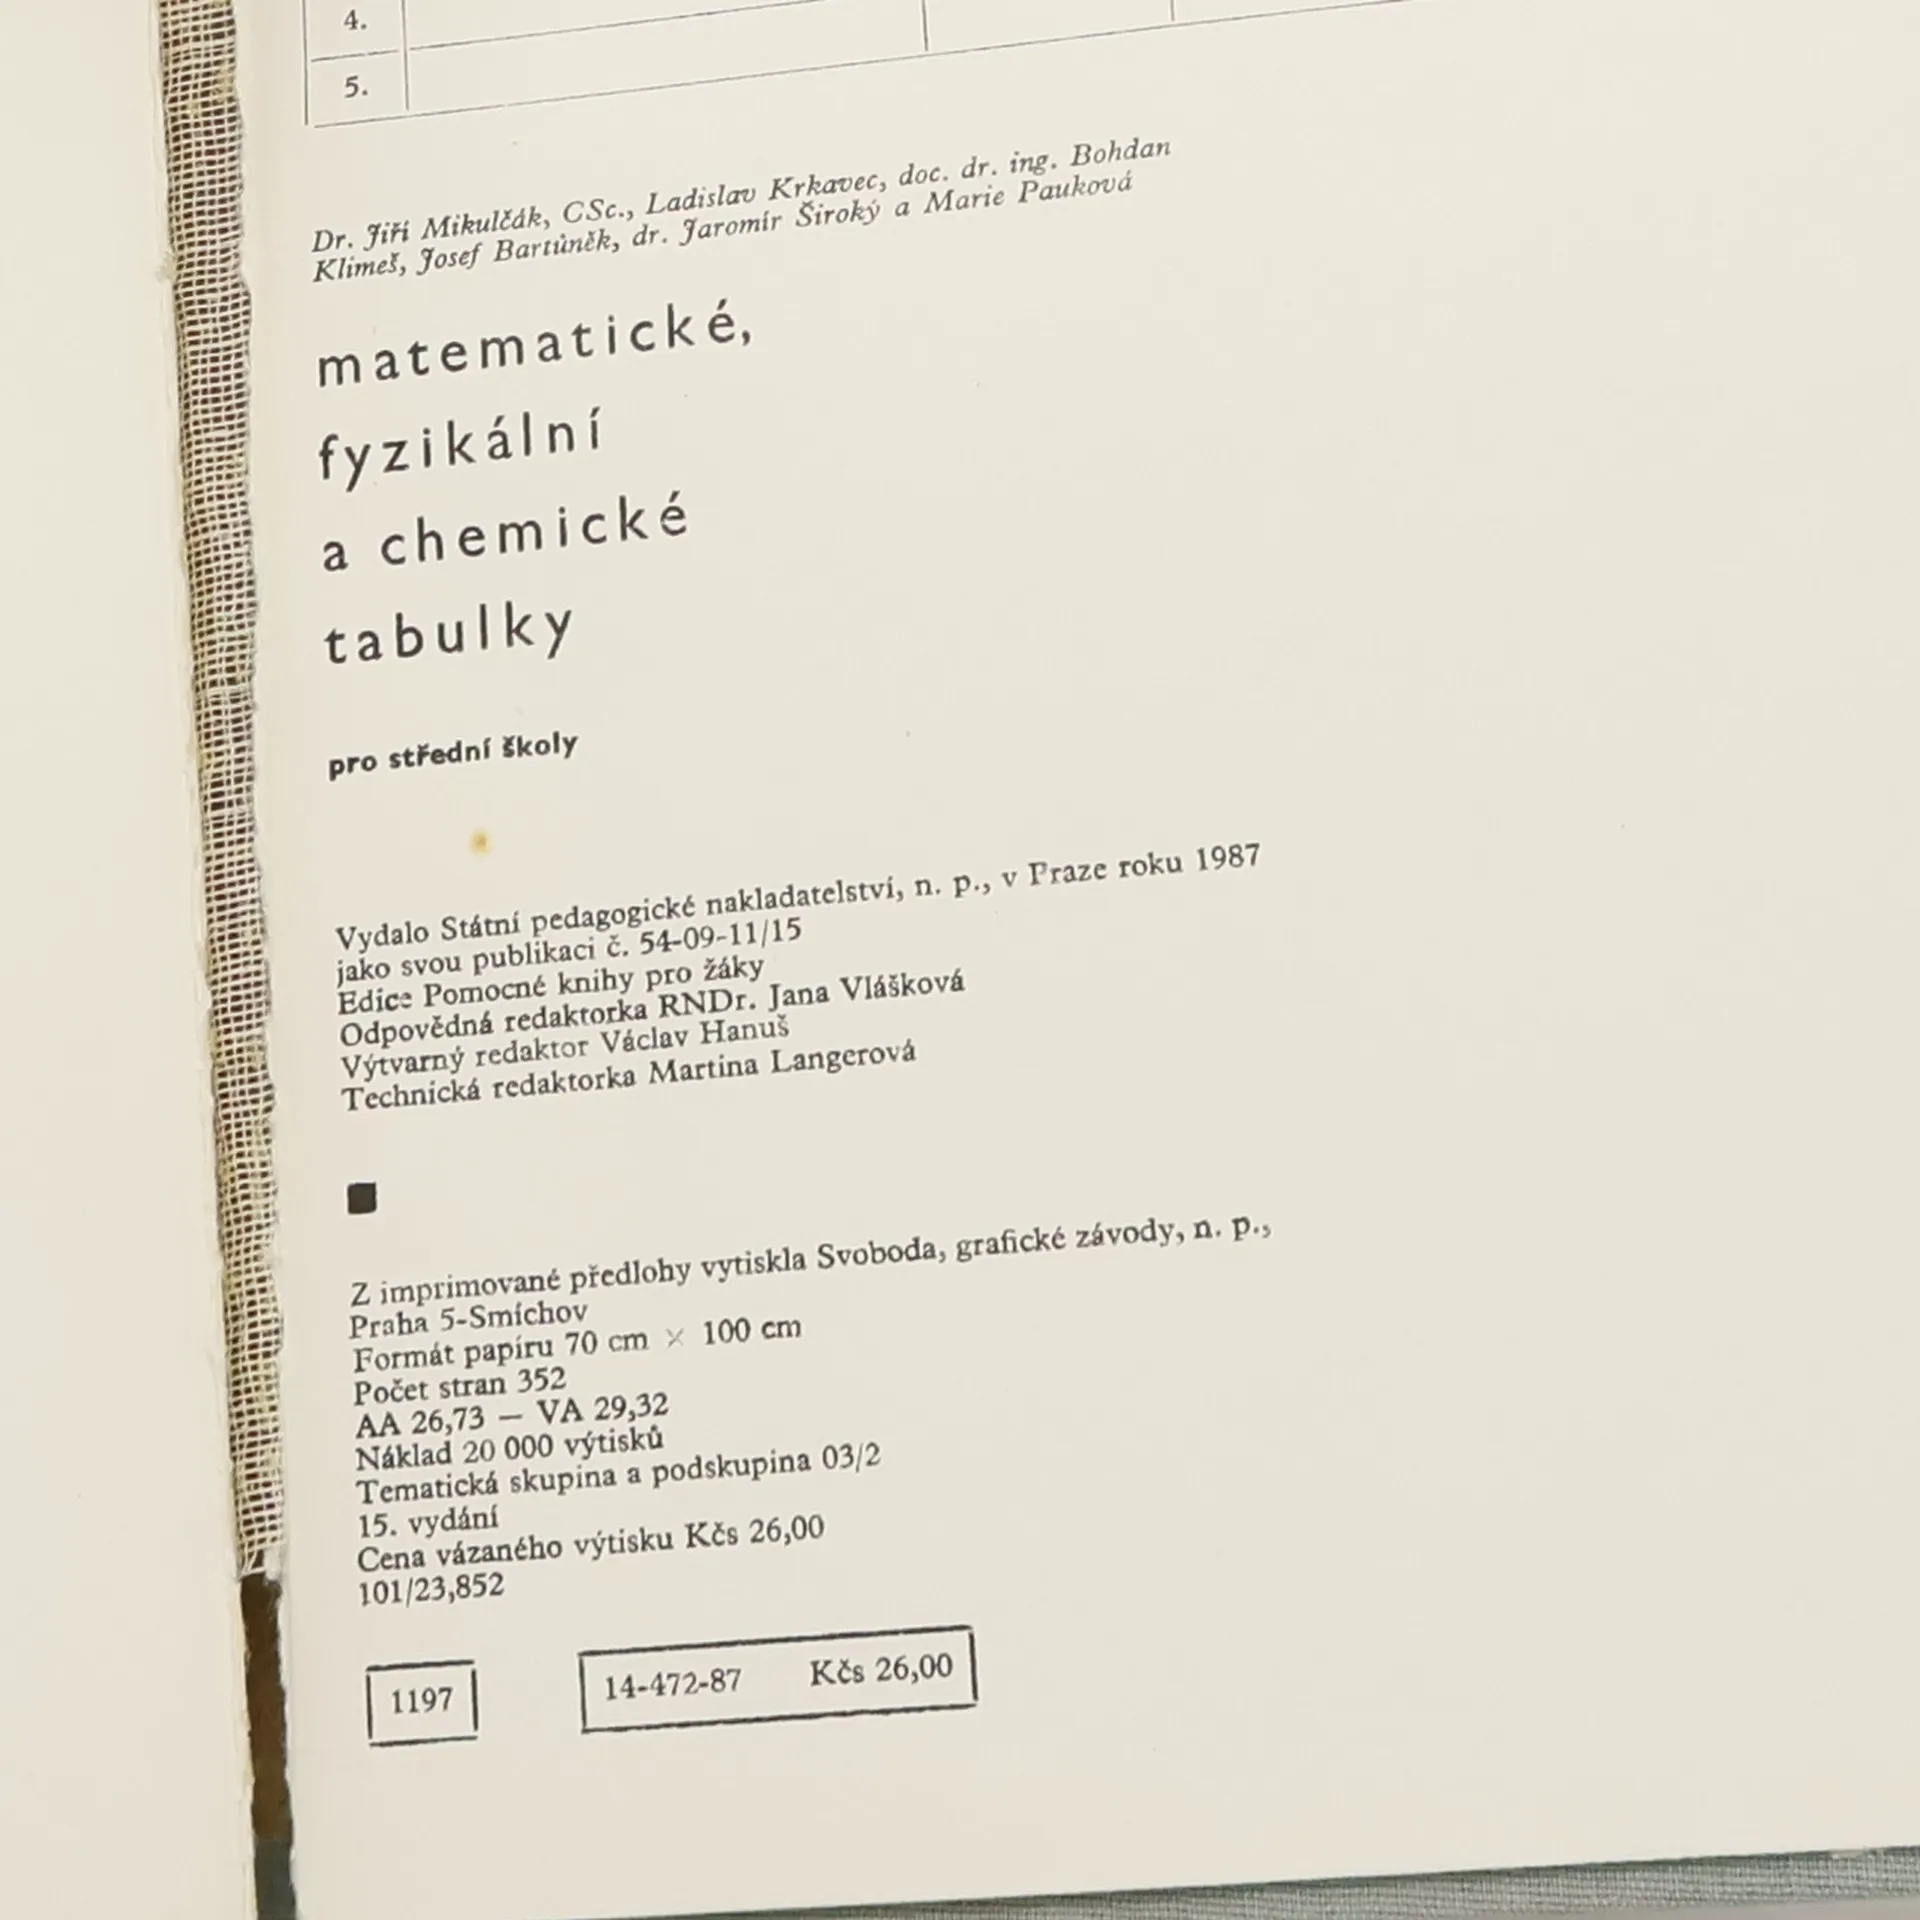 4.
5.
Dr. Jiří Mikulčák, CSc., Ladislav Krkavec, doc. dr. ing. Bohdan
Klimeš, Josef Bartůněk, dr. Jaromír Široký a Marie Pauková
matematické,
fyzikální
a chemické
tabulky
pro střední školy
Vydalo Státní pedagogické nakladatelství, n. p., v Praze roku 1987
jako svou publikaci č. 54-09-11/15
Edice Pomocné knihy pro žáky
Odpovědná redaktorka RNDr. Jana Vlášková
Výtvarný redaktor Václav Hanuš
Technická redaktorka Martina Langerová
Z imprimované předlohy vytiskla Svoboda, grafické závody, n. p.,
Praha 5-Smíchov
Formát papíru 70 cm × 100 cm
Počet stran 352
AA 26,73 — VA 29,32
Náklad 20 000 výtisků
Tematická skupina a podskupina 03/2
15. vydání
Cena vázaného výtisku Kčs 26,00
101/23,852
1197
14-472-87 Kčs 26,00